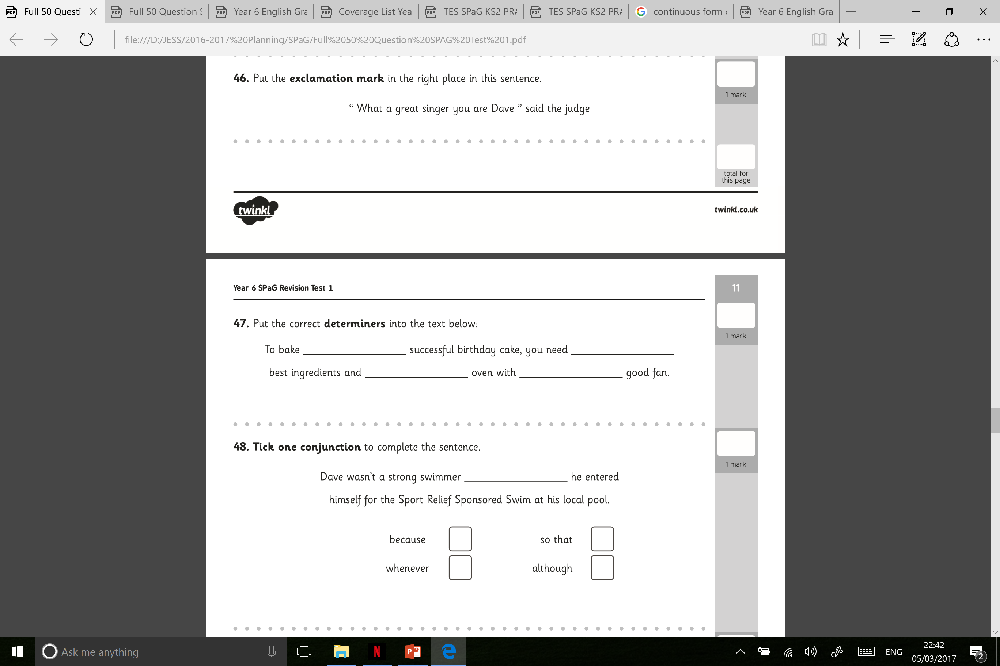 Full 50 Questi
Full 50 Question S
Year 6 English Gra
Coverage List Yea
TES SPaG KS2 PRA
TES SPaG KS2 PRA
continuous form o
Year 6 English Gra
file:///D:/JESS/2016-2017%20Planning/SPaG/Full%2050%20Question%20SPAG%20Test%201.pdf
46. Put the exclamation mark in the right place in this sentence.
1 mark
“ What a great singer you are Dave ” said the judge
total for
this page
twinkl
twinkl.co.uk
Year 6 SPaG Revision Test 1
11
47. Put the correct determiners into the text below:
1 mark
To bake ____ successful birthday cake, you need ____
best ingredients and ____ oven with ____ good fan.
48. Tick one conjunction to complete the sentence.
1 mark
Dave wasn’t a strong swimmer ____ he entered
himself for the Sport Relief Sponsored Swim at his local pool.
because
so that
whenever
although
Ask me anything
ENG
22:42
05/03/2017
2